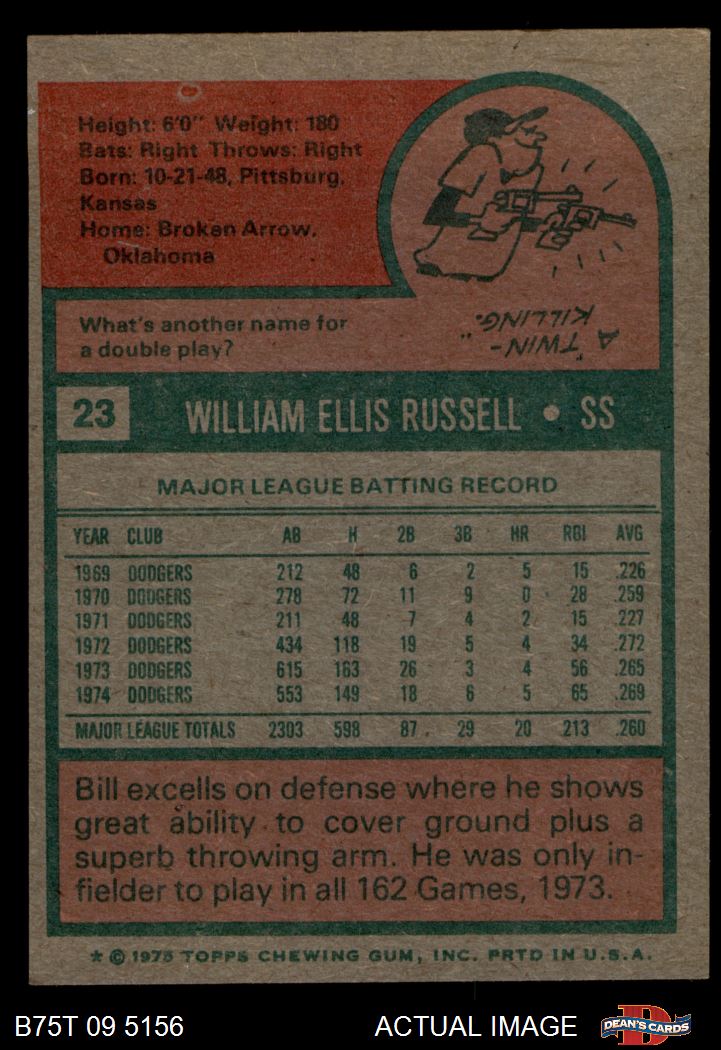 Height: 6'0" Weight: 180
Bats: Right Throws: Right
Born: 10-21-48, Pittsburg,
Kansas
Home: Broken Arrow,
Oklahoma
What's another name for
a double play?
A "TWIN-
KILLING."
23 WILLIAM ELLIS RUSSELL • SS
MAJOR LEAGUE BATTING RECORD
YEAR CLUB AB H 2B 3B HR RBI AVG
1969 DODGERS 212 48 6 2 5 15 .226
1970 DODGERS 278 72 11 9 0 28 .259
1971 DODGERS 211 48 7 4 2 15 .227
1972 DODGERS 434 118 19 5 4 34 .272
1973 DODGERS 615 163 26 3 4 56 .265
1974 DODGERS 553 149 18 6 5 65 .269
MAJOR LEAGUE TOTALS 2303 598 87 29 20 213 .260
Bill excells on defense where he shows
great ability to cover ground plus a
superb throwing arm. He was only in-
fielder to play in all 162 Games, 1973.
* © 1975 TOPPS CHEWING GUM, INC. PRTD IN U.S.A.
B75T 09 5156 ACTUAL IMAGE DEAN'S CARDS